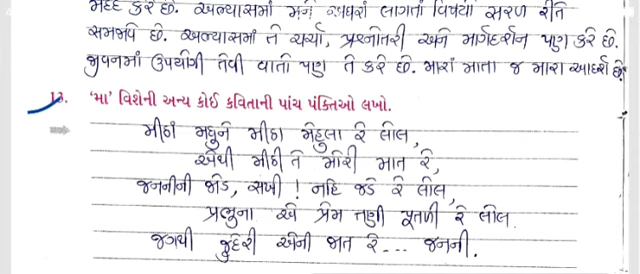 મદદ કરે છે. અભ્યાસમાં મને અઘરા લાગતા વિષયો સરળ રીતે
સમજાવે છે. અભ્યાસમાં તે ચર્ચા, પ્રશ્નોતરી અને માર્ગદર્શન પણ કરે છે.
જીવનમાં ઉપયોગી તેવી વાતો પણ તે કરે છે. મારાં માતા જ મારા આદર્શ છે.
13. 'મા' વિશેની અન્ય કોઈ કવિતાની પાંચ પંક્તિઓ લખો.
મીઠાં મધુને મીઠા મેહુલા રે લોલ,
એથી મીઠી તે મોરી માત રે,
જનનીની જોડ, સખી ! નહિ જડે રે લોલ,
પ્રભુના એ પ્રેમ તણી પૂતળી રે લોલ.
જગથી જુદેરી એની જાત રે... જનની.